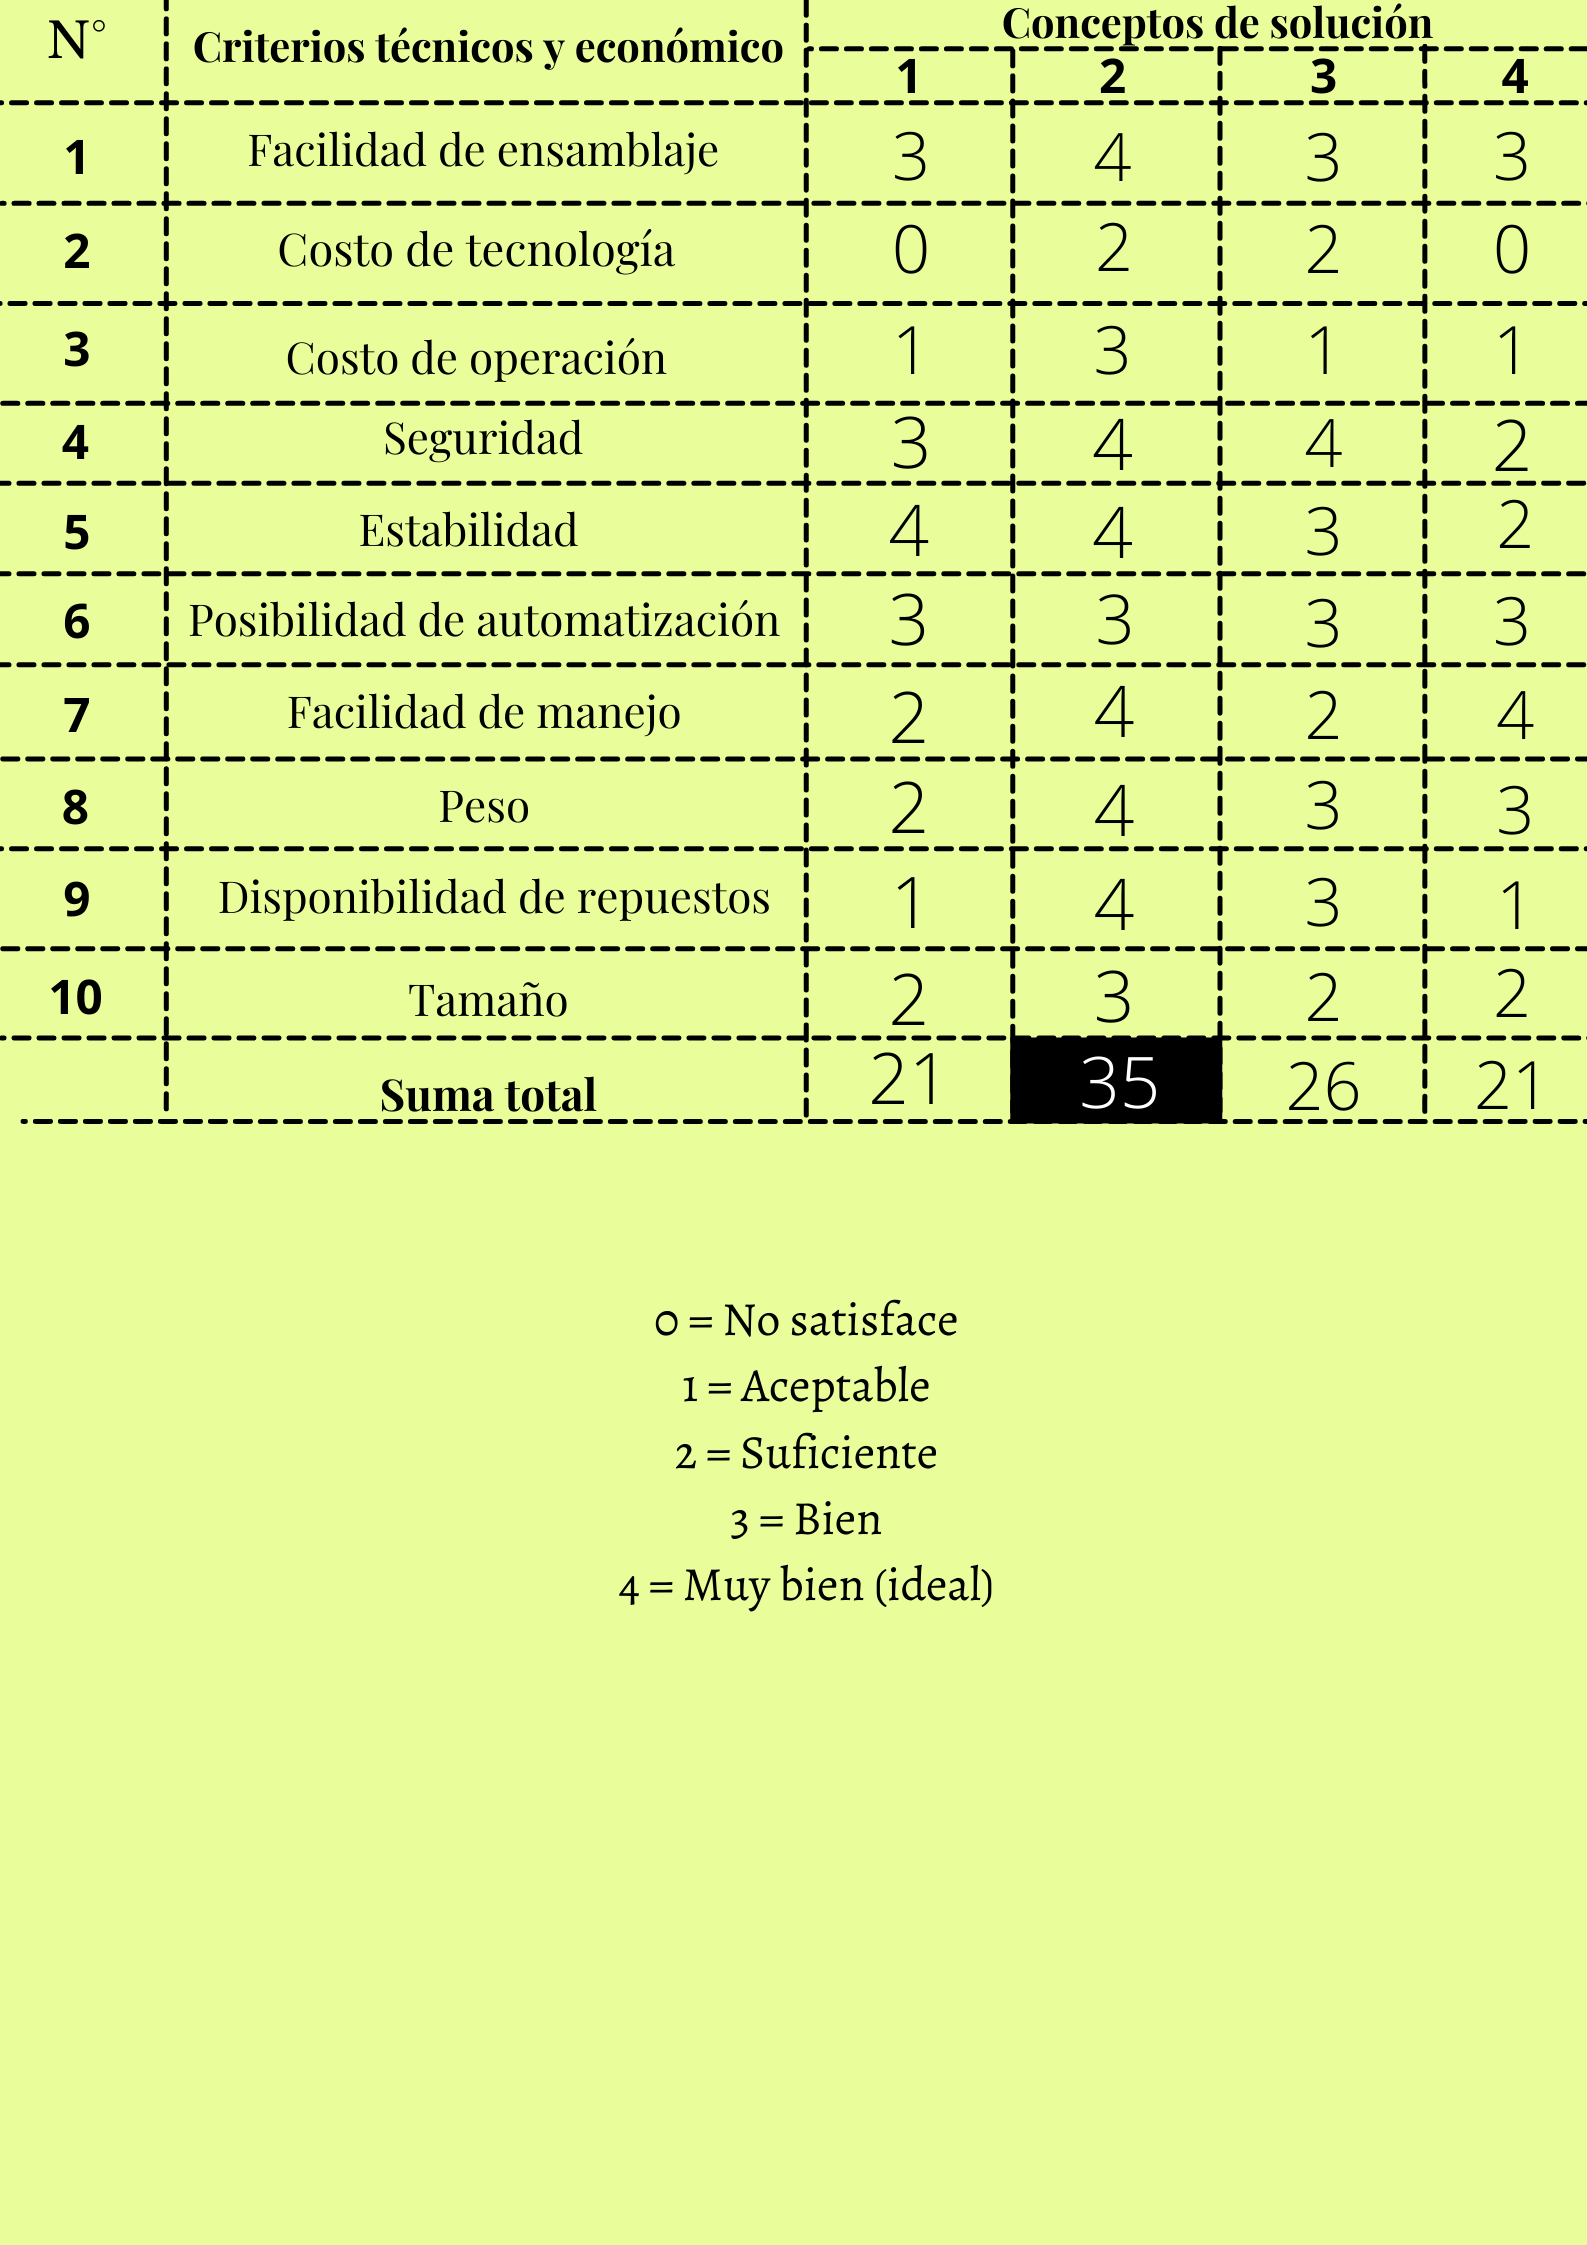 N° Criterios técnicos y económico Conceptos de solución
1 2 3 4
1 Facilidad de ensamblaje 3 4 3 3
2 Costo de tecnología 0 2 2 0
3 Costo de operación 1 3 1 1
4 Seguridad 3 4 4 2
5 Estabilidad 4 4 3 2
6 Posibilidad de automatización 3 3 3 3
7 Facilidad de manejo 2 4 2 4
8 Peso 2 4 3 3
9 Disponibilidad de repuestos 1 4 3 1
10 Tamaño 2 3 2 2
Suma total 21 35 26 21
0 = No satisface
1 = Aceptable
2 = Suficiente
3 = Bien
4 = Muy bien (ideal)